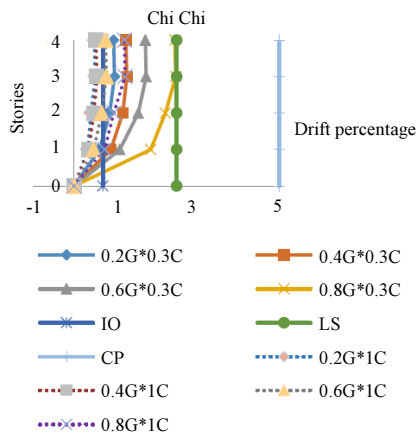 Chi Chi
4
3
2
1
0
Stories
Drift percentage
-1 1 3 5
0.2G*0.3C 0.4G*0.3C
0.6G*0.3C 0.8G*0.3C
IO LS
CP 0.2G*1C
0.4G*1C 0.6G*1C
0.8G*1C